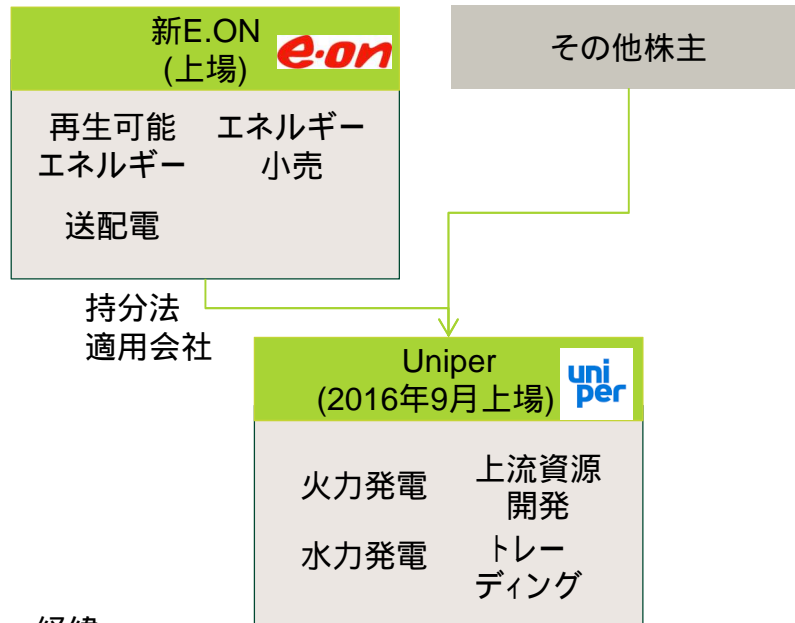 新E.ON
(上場)
e·on
その他株主
再生可能
エネルギー
エネルギー
小売
送配電
持分法
適用会社
Uniper
(2016年9月上場)
uni
per
火力発電
上流資源
開発
水力発電
トレー
ディング